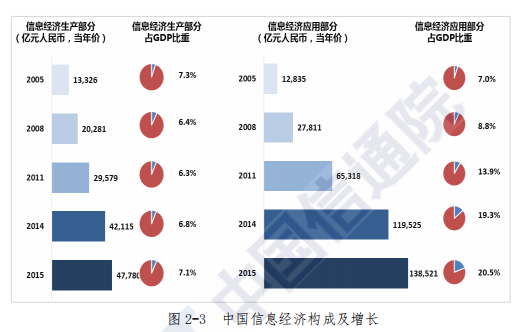 信息经济生产部分
（亿元人民币，当年价）
信息经济生产部分
占GDP比重
信息经济应用部分
（亿元人民币，当年价）
信息经济应用部分
占GDP比重
2005 13,326 7.3% 2005 12,835 7.0%
2008 20,281 6.4% 2008 27,811 8.8%
2011 29,579 6.3% 2011 65,318 13.9%
2014 42,115 6.8% 2014 119,525 19.3%
2015 47,780 7.1% 2015 138,521 20.5%
中国信通院
图 2-3 中国信息经济构成及增长